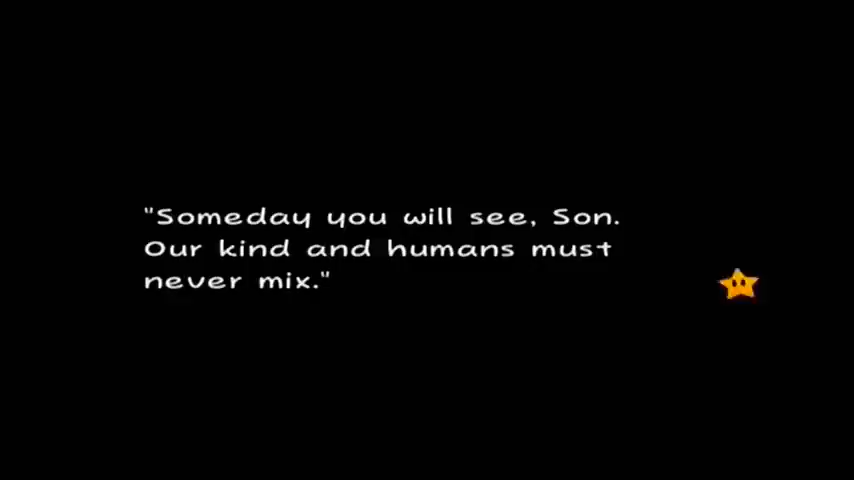 "Someday you will see, Son.
Our kind and humans must
never mix."